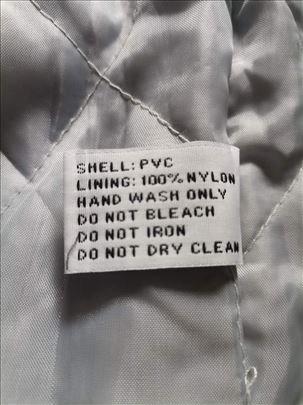 SHELL: PVC
LINING: 100% NYLON
HAND WASH ONLY
DO NOT BLEACH
DO NOT IRON
DO NOT DRY CLEAN